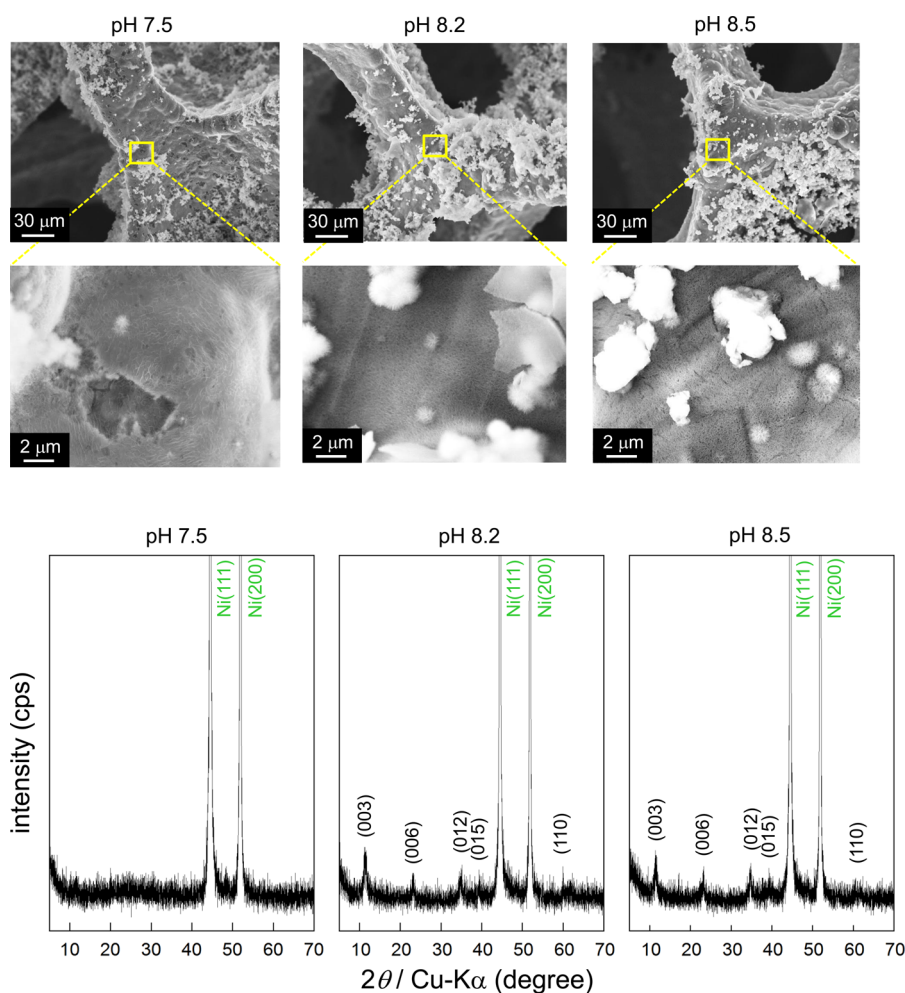 pH 7.5
pH 8.2
pH 8.5
30 μm
30 μm
30 μm
2 μm
2 μm
2 μm
pH 7.5
pH 8.2
pH 8.5
Ni(111)
Ni(200)
Ni(111)
Ni(200)
Ni(111)
Ni(200)
(003)
(006)
(012)
(015)
(110)
(003)
(006)
(012)
(015)
(110)
intensity (cps)
10 20 30 40 50 60 70
10 20 30 40 50 60 70
10 20 30 40 50 60 70
2θ / Cu-Kα (degree)